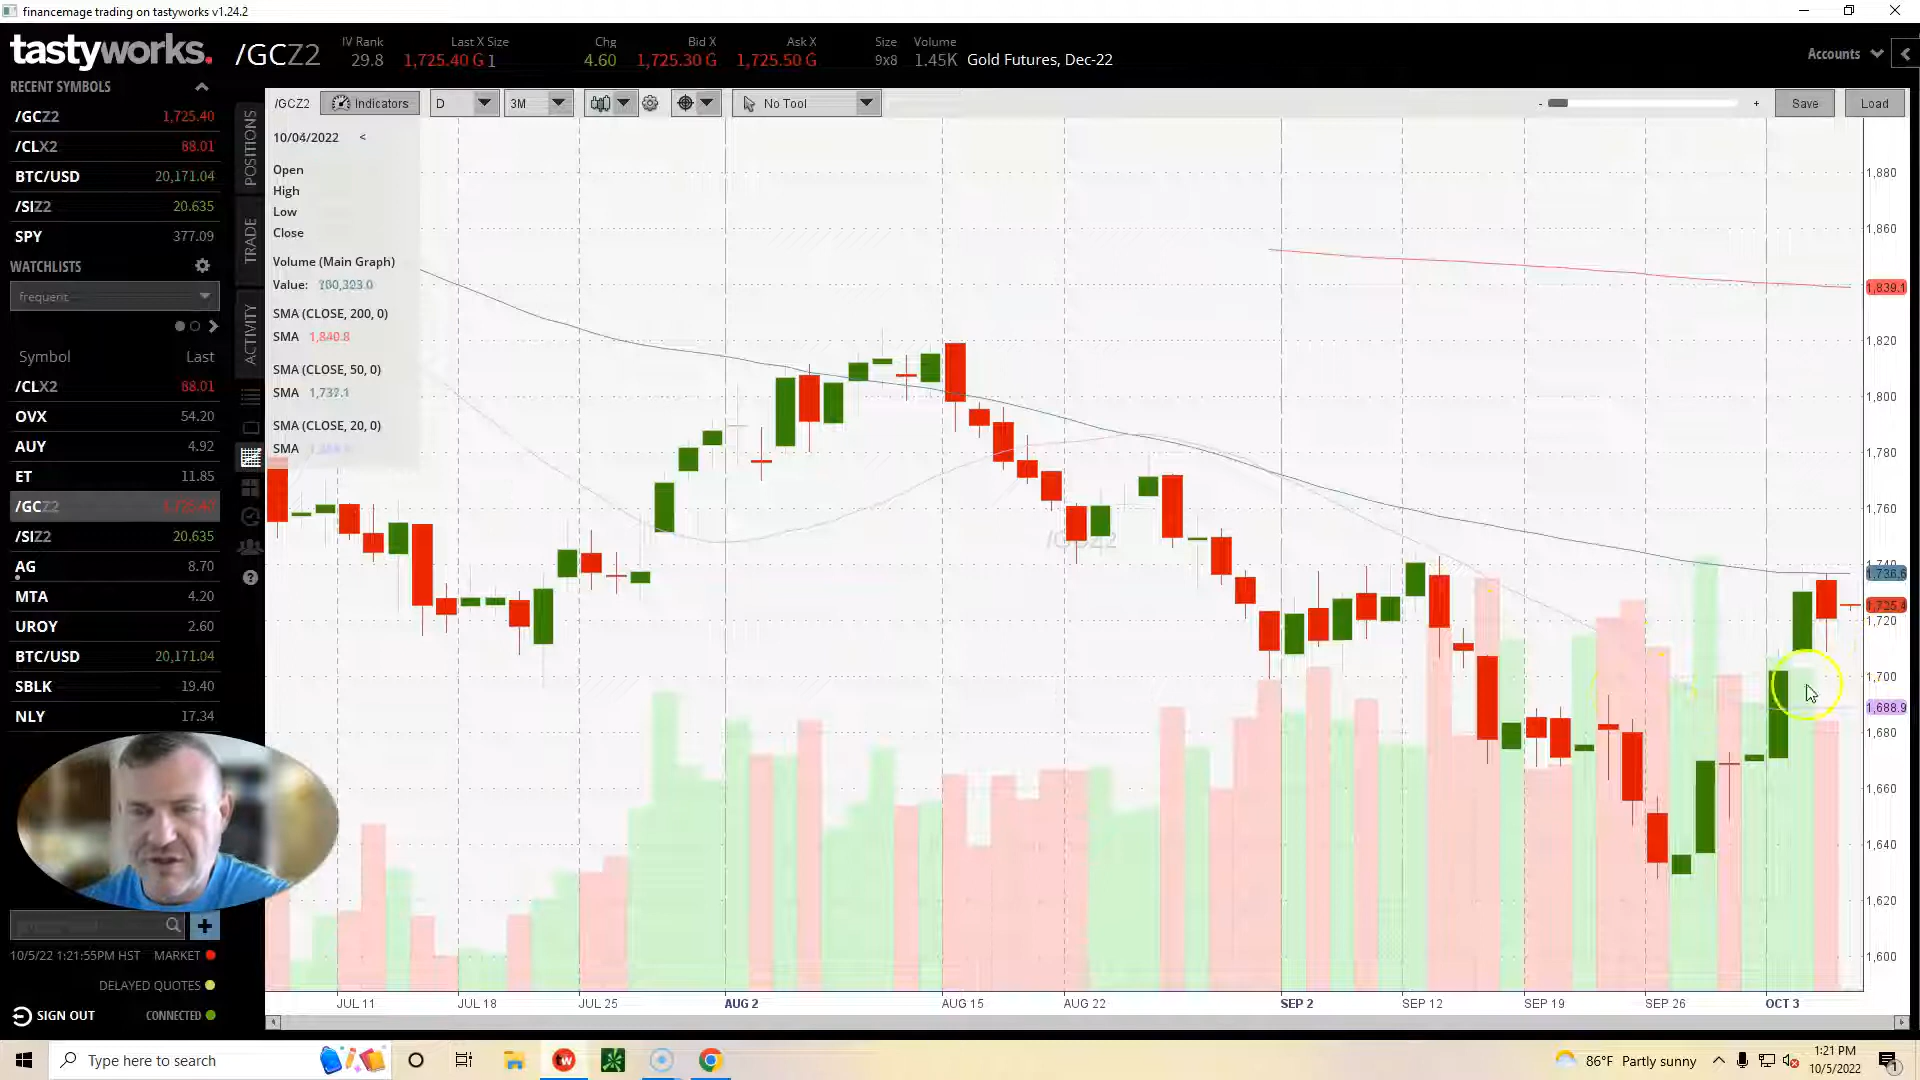 financemage trading on tastyworks v1.24.2
tastyworks.
/GCZ2
IV Rank
29.8
Last X Size
1,725.40 G 1
Chg
4.60
Bid X
1,725.30 G
Ask X
1,725.50 G
Size
9x8
Volume
1.45K
Gold Futures, Dec-22
Accounts
RECENT SYMBOLS
/GCZ2 1,725.40
/CLX2 88.01
BTC/USD 20,171.04
/SIZ2 20.635
SPY 377.09
WATCHLISTS
frequent
Symbol Last
/CLX2 88.01
OVX 54.20
AUY 4.92
ET 11.85
/GCZ2 1,725.40
/SIZ2 20.635
AG 8.70
MTA 4.20
UROY 2.60
BTC/USD 20,171.04
SBLK 19.40
NLY 17.34
10/5/22 1:21:55PM HST MARKET
DELAYED QUOTES
SIGN OUT CONNECTED
POSITIONS
TRADE
ACTIVITY
/GCZ2 Indicators D 3M No Tool - + Save Load
10/04/2022 <
Open
High
Low
Close
Volume (Main Graph)
Value:
SMA (CLOSE, 200, 0)
SMA 1,840.8
SMA (CLOSE, 50, 0)
SMA
SMA (CLOSE, 20, 0)
SMA
/GCZ2
1,880
1,860
1,839.1
1,820
1,800
1,780
1,760
1,736.6
1,725.4
1,720
1,700
1,688.9
1,680
1,660
1,640
1,620
1,600
JUL 11 JUL 18 JUL 25 AUG 2 AUG 15 AUG 22 SEP 2 SEP 12 SEP 19 SEP 26 OCT 3
Type here to search
86°F Partly sunny
1:21 PM
10/5/2022
1